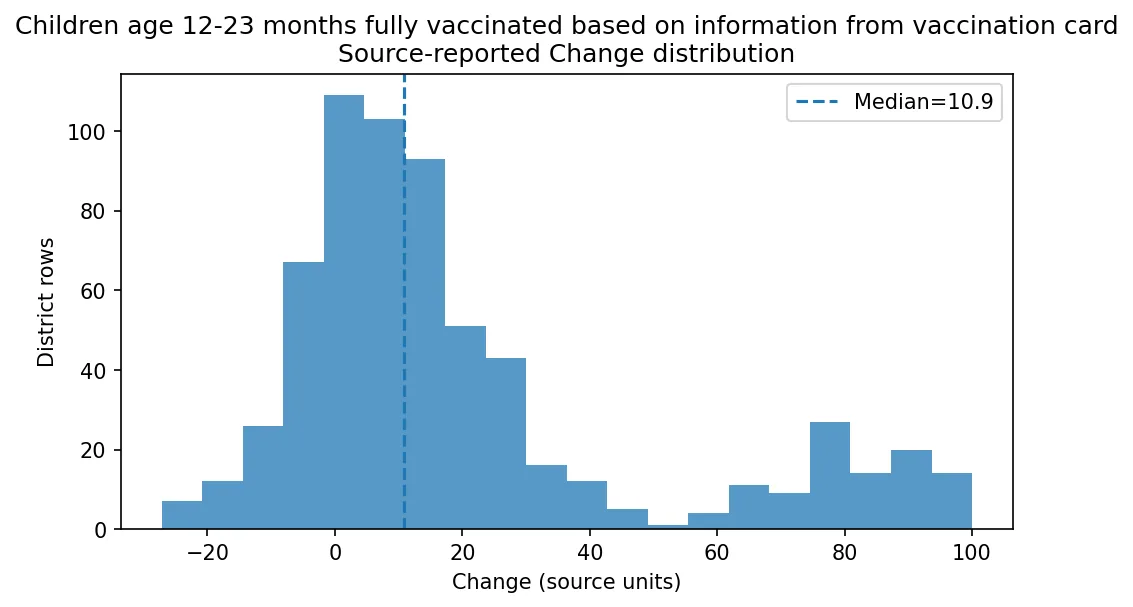 Children age 12-23 months fully vaccinated based on information from vaccination card
Source-reported Change distribution
Median=10.9
100
80
60
40
20
0
District rows
−20
0
20
40
60
80
100
Change (source units)